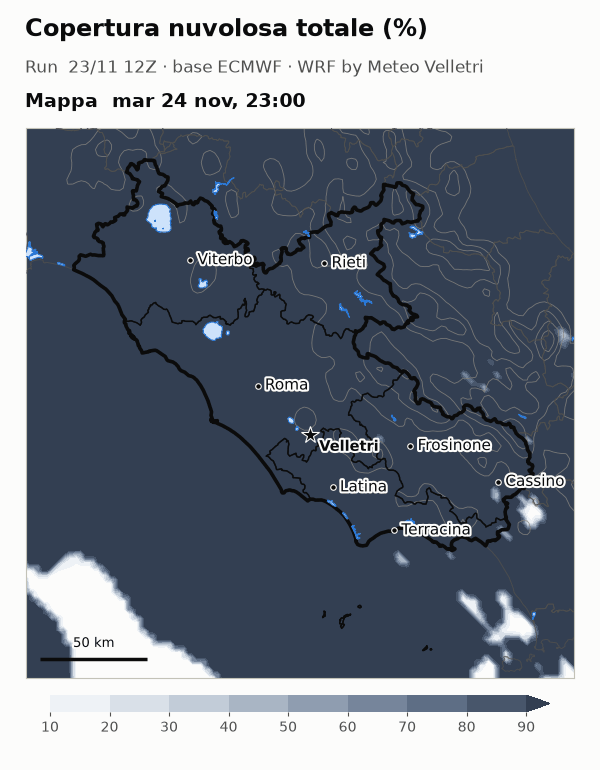 Copertura nuvolosa totale (%)
Run 23/11 12Z · base ECMWF · WRF by Meteo Velletri
Mappa mar 24 nov, 23:00
Viterbo
Rieti
Roma
Velletri
Frosinone
Cassino
Latina
Terracina
50 km
10 20 30 40 50 60 70 80 90